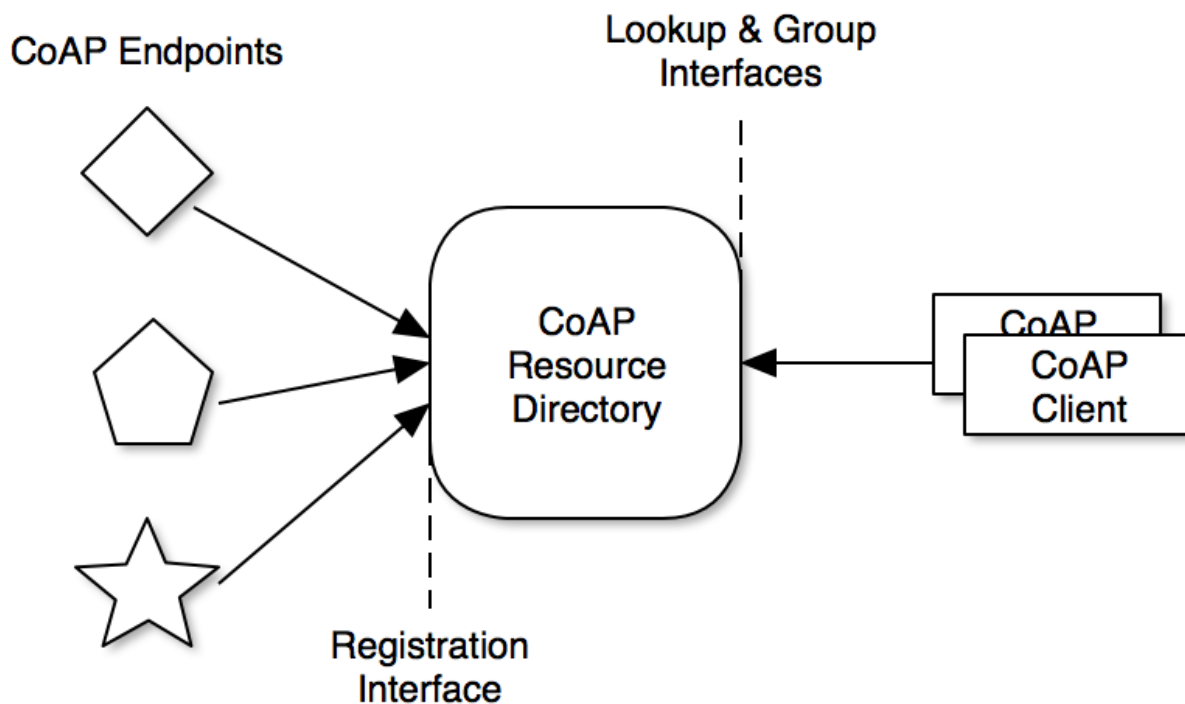 CoAP Endpoints
Lookup & Group
Interfaces
CoAP
Resource
Directory
CoAP
CoAP
Client
Registration
Interface